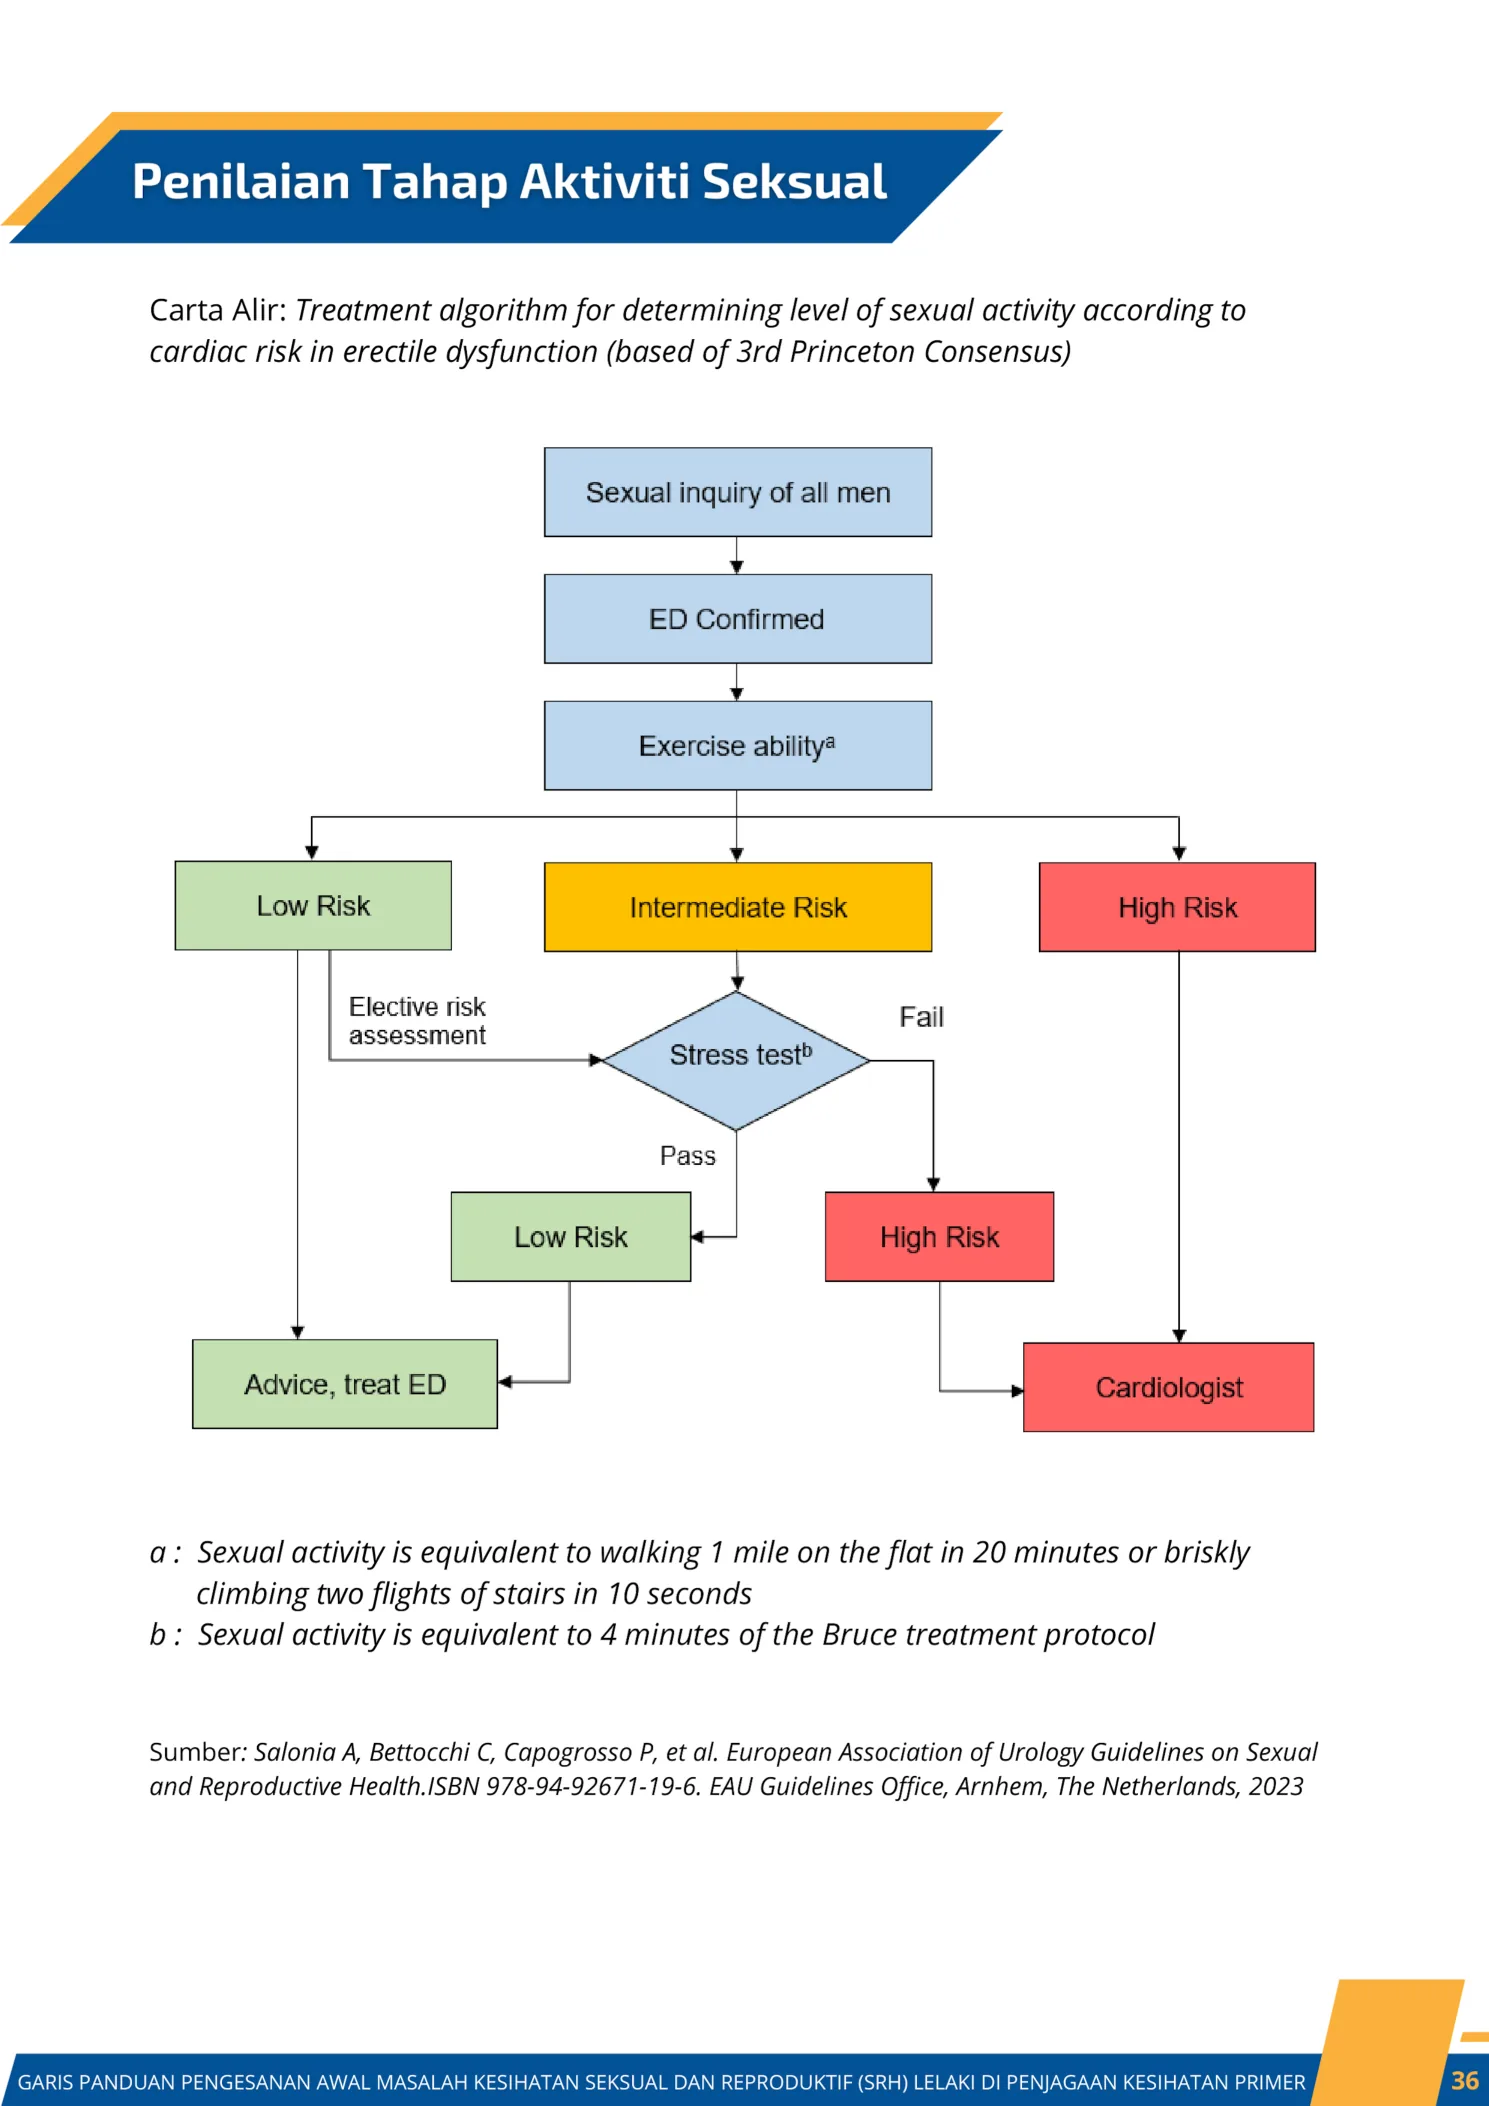 Penilaian Tahap Aktiviti Seksual
Carta Alir: Treatment algorithm for determining level of sexual activity according to
cardiac risk in erectile dysfunction (based of 3rd Princeton Consensus)
Sexual inquiry of all men
ED Confirmed
Exercise abilityᵃ
Low Risk
Intermediate Risk
High Risk
Elective risk
assessment
Stress testᵇ
Fail
Pass
Low Risk
High Risk
Advice, treat ED
Cardiologist
a : Sexual activity is equivalent to walking 1 mile on the flat in 20 minutes or briskly
climbing two flights of stairs in 10 seconds
b : Sexual activity is equivalent to 4 minutes of the Bruce treatment protocol
Sumber: Salonia A, Bettocchi C, Capogrosso P, et al. European Association of Urology Guidelines on Sexual
and Reproductive Health.ISBN 978-94-92671-19-6. EAU Guidelines Office, Arnhem, The Netherlands, 2023
GARIS PANDUAN PENGESANAN AWAL MASALAH KESIHATAN SEKSUAL DAN REPRODUKTIF (SRH) LELAKI DI PENJAGAAN KESIHATAN PRIMER
36